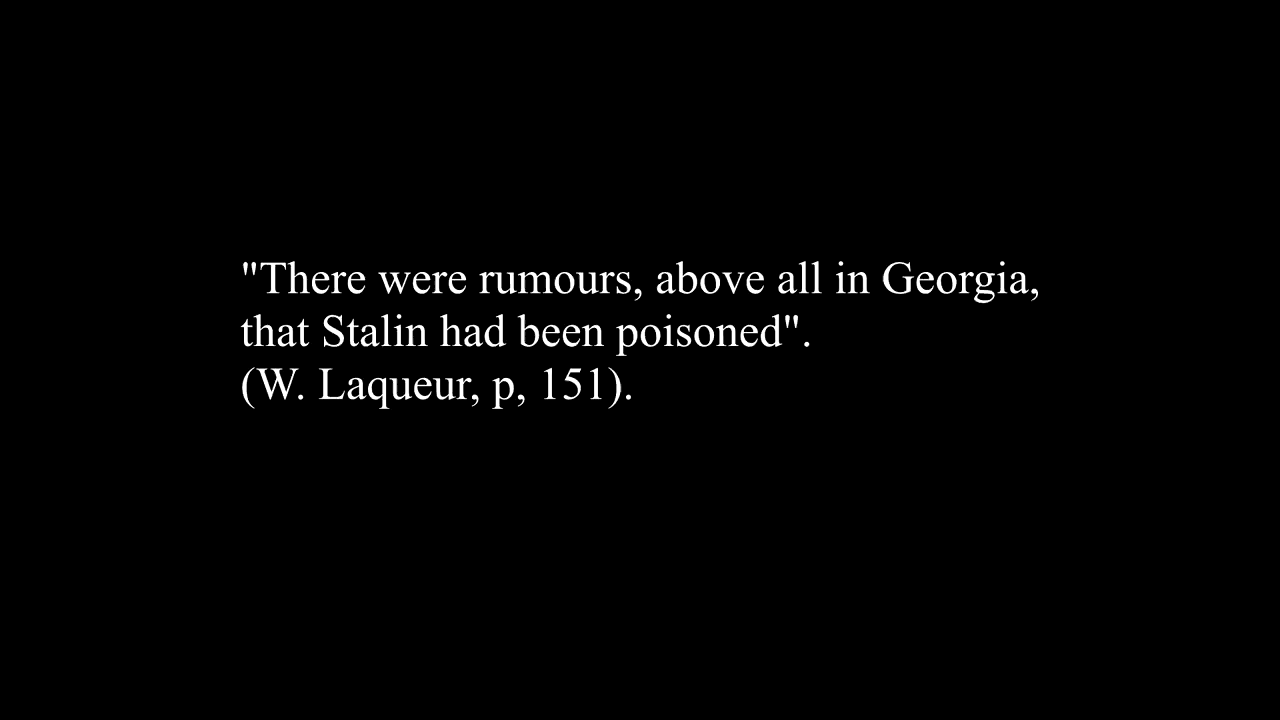 "There were rumours, above all in Georgia,
that Stalin had been poisoned".
(W. Laqueur, p, 151).